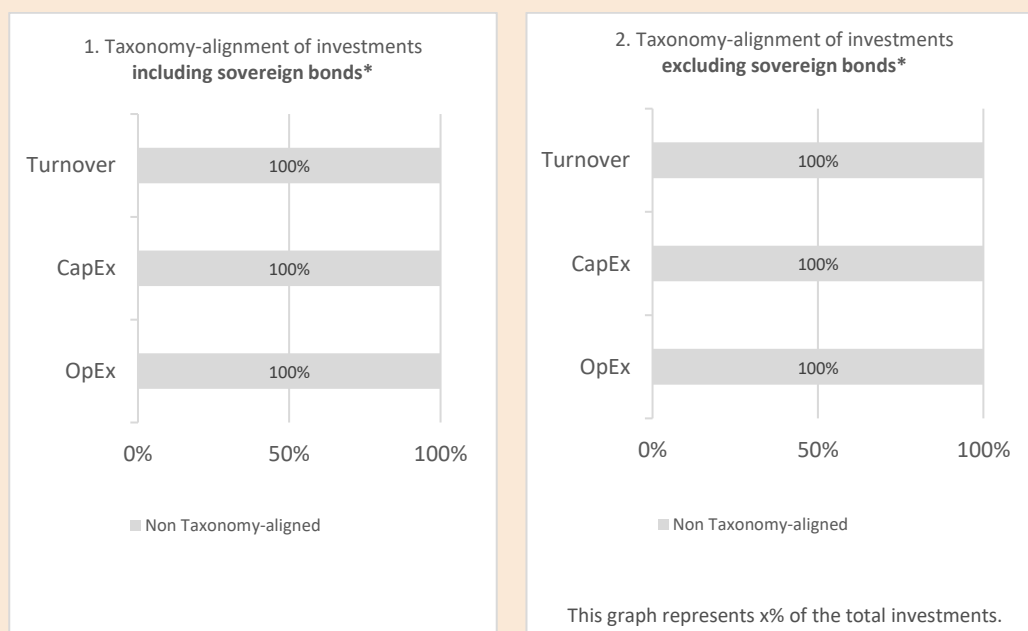 1. Taxonomy-alignment of investments
including sovereign bonds*
Turnover
100%
CapEx
100%
OpEx
100%
0%
50%
100%
Non Taxonomy-aligned
2. Taxonomy-alignment of investments
excluding sovereign bonds*
Turnover
100%
CapEx
100%
OpEx
100%
0%
50%
100%
Non Taxonomy-aligned
This graph represents x% of the total investments.